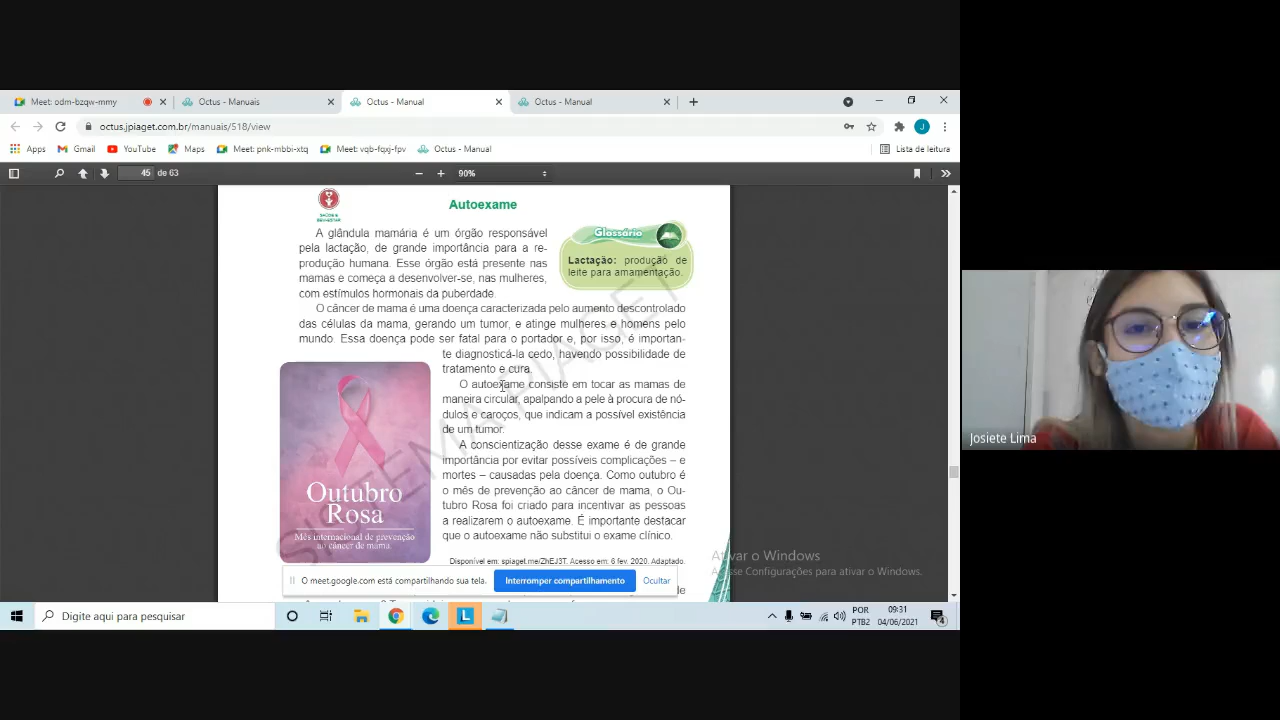 Meet: odm-bzqw-mmy
Octus - Manuais
Octus - Manual
Octus - Manual
octus.jpiaget.com.br/manuais/518/view
J
Apps
Gmail
YouTube
Maps
Meet: pnk-mbbi-xtq
Meet: vqb-fqxj-fpv
Octus - Manual
Lista de leitura
45 de 63
90%
SAÚDE &
BEM-ESTAR
Autoexame
A glândula mamária é um órgão responsável
pela lactação, de grande importância para a re-
produção humana. Esse órgão está presente nas
mamas e começa a desenvolver-se, nas mulheres,
com estímulos hormonais da puberdade.
Glossário
Lactação: produção de
leite para amamentação.
O câncer de mama é uma doença caracterizada pelo aumento descontrolado
das células da mama, gerando um tumor, e atinge mulheres e homens pelo
mundo. Essa doença pode ser fatal para o portador e, por isso, é importan-
te diagnosticá-la cedo, havendo possibilidade de
tratamento e cura.
O autoexame consiste em tocar as mamas de
maneira circular, apalpando a pele à procura de nó-
dulos e caroços, que indicam a possível existência
de um tumor.
A conscientização desse exame é de grande
importância por evitar possíveis complicações – e
mortes – causadas pela doença. Como outubro é
o mês de prevenção ao câncer de mama, o Ou-
tubro Rosa foi criado para incentivar as pessoas
a realizarem o autoexame. É importante destacar
que o autoexame não substitui o exame clínico.
Disponível em: spiaget.me/ZhEJ3T. Acesso em: 6 fev. 2020. Adaptado.
Outubro
Rosa
Mês internacional de prevenção
ao câncer de mama
SISTEMA PIAGET
O meet.google.com está compartilhando sua tela.
Interromper compartilhamento
Ocultar
Ativar o Windows
Acesse Configurações para ativar o Windows.
Digite aqui para pesquisar
L
POR
PTB2
09:31
04/06/2021
4
Josiete Lima